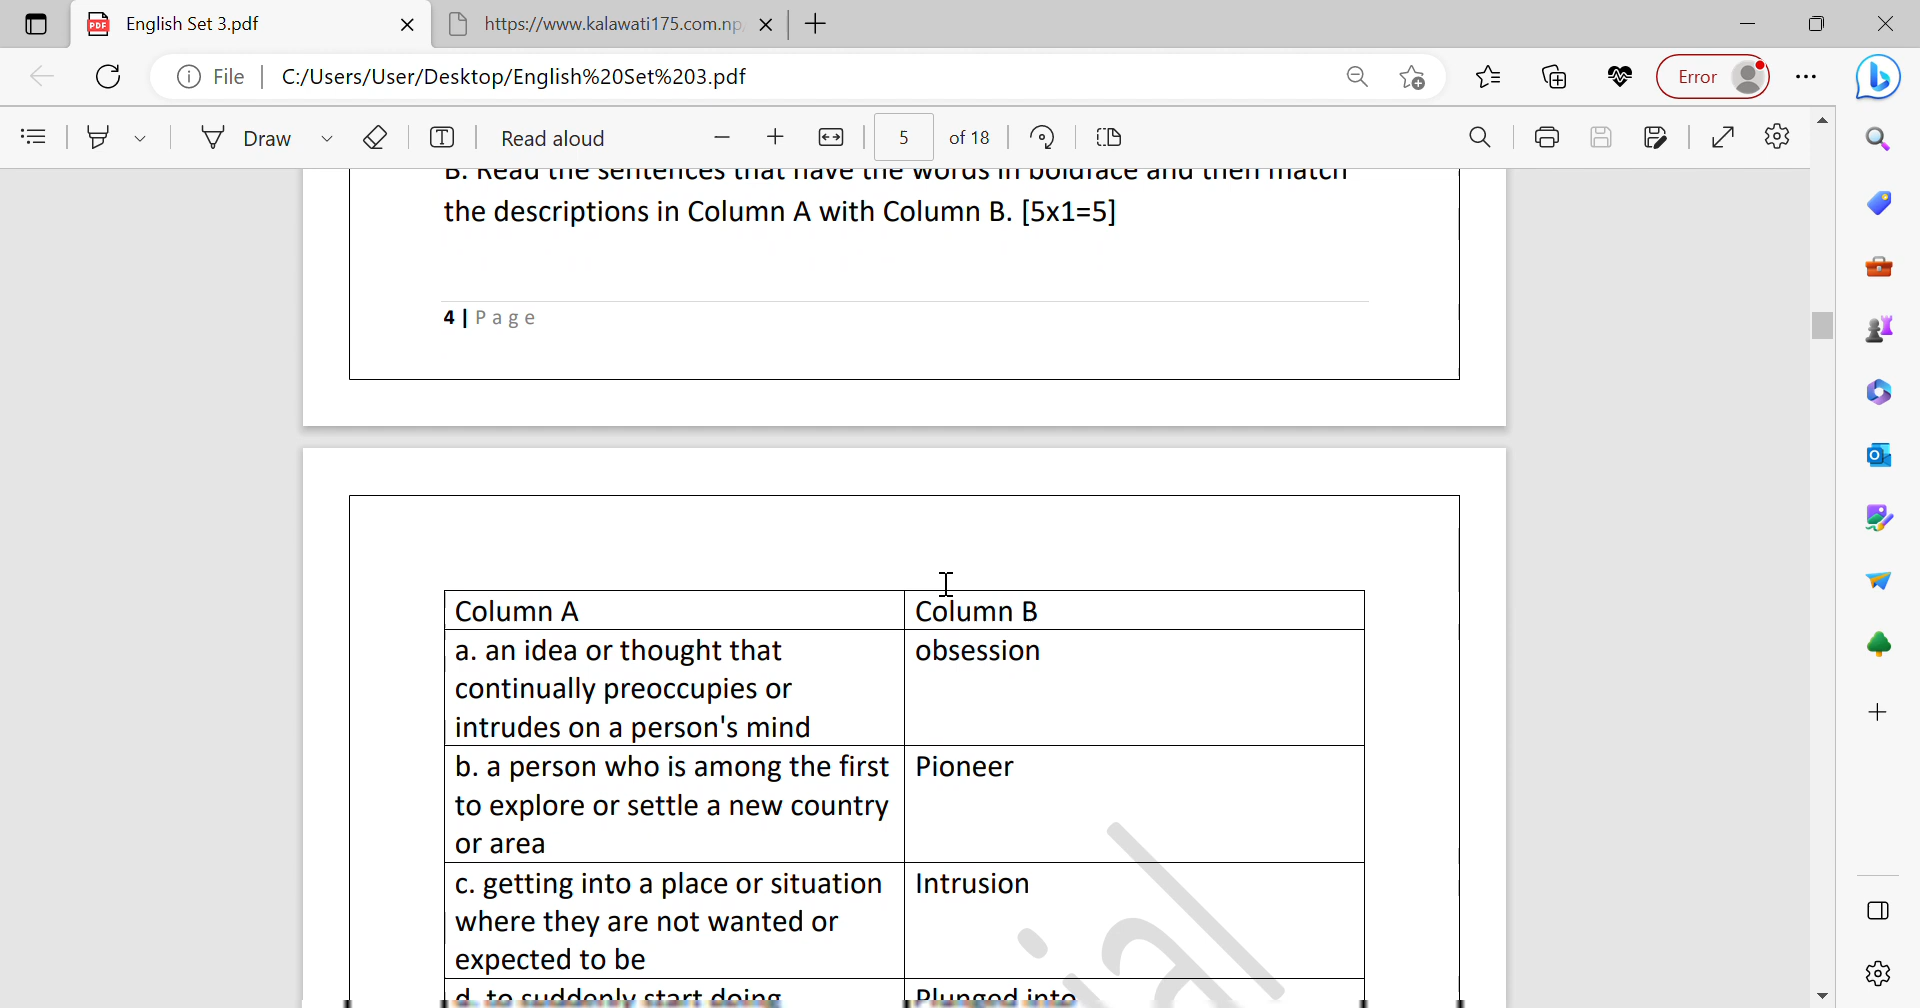 English Set 3.pdf
https://www.kalawati175.com.np
File
C:/Users/User/Desktop/English%20Set%203.pdf
Error
Draw
Read aloud
5
of 18
B. Read the sentences that have the words in boldface and then match
the descriptions in Column A with Column B. [5x1=5]
4 | Page
Column A
Column B
a. an idea or thought that
continually preoccupies or
intrudes on a person's mind
obsession
b. a person who is among the first
to explore or settle a new country
or area
Pioneer
c. getting into a place or situation
where they are not wanted or
expected to be
Intrusion
d. to suddenly start doing
Plunged into